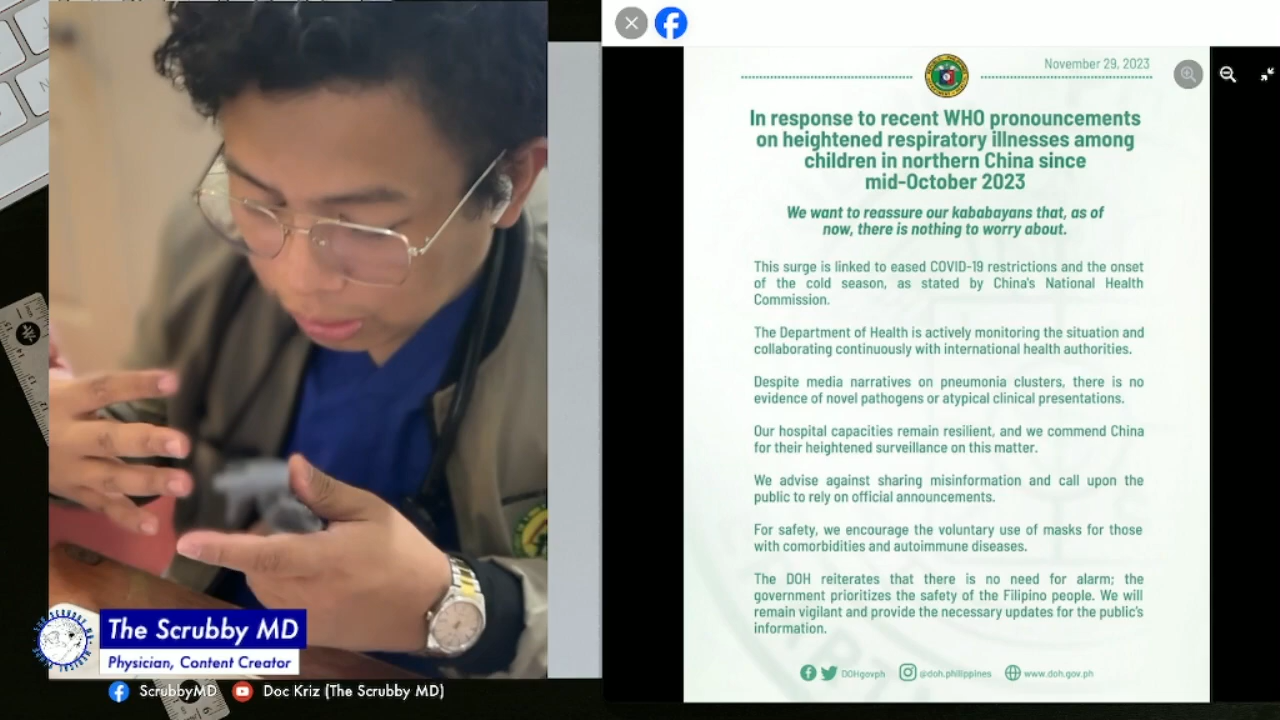 November 29, 2023
In response to recent WHO pronouncements
on heightened respiratory illnesses among
children in northern China since
mid-October 2023
We want to reassure our kababayans that, as of
now, there is nothing to worry about.
This surge is linked to eased COVID-19 restrictions and the onset
of the cold season, as stated by China's National Health
Commission.
The Department of Health is actively monitoring the situation and
collaborating continuously with international health authorities.
Despite media narratives on pneumonia clusters, there is no
evidence of novel pathogens or atypical clinical presentations.
Our hospital capacities remain resilient, and we commend China
for their heightened surveillance on this matter.
We advise against sharing misinformation and call upon the
public to rely on official announcements.
For safety, we encourage the voluntary use of masks for those
with comorbidities and autoimmune diseases.
The DOH reiterates that there is no need for alarm; the
government prioritizes the safety of the Filipino people. We will
remain vigilant and provide the necessary updates for the public's
information.
DOHgovph @doh.philippines www.doh.gov.ph
The Scrubby MD
Physician, Content Creator
ScrubbyMD Doc Kriz (The Scrubby MD)